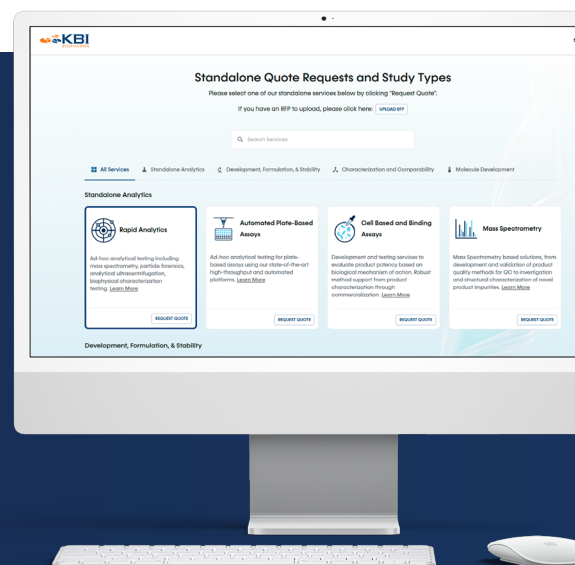 KBI
BIOPHARMA
Standalone Quote Requests and Study Types
Please select one of our standalone services below by clicking "Request Quote".
If you have an RFP to upload, please click here: UPLOAD RFP
Search Services
All Services Standalone Analytics Development, Formulation, & Stability Characterization and Comparability Molecule Development
Standalone Analytics
Rapid Analytics
Ad-hoc analytical testing including
mass spectrometry, particle forensics,
analytical ultracentrifugation,
biophysical characterization
testing. Learn More
REQUEST QUOTE
Automated Plate-Based
Assays
Ad-hoc analytical testing for plate-
based assays using our state-of-the-art
high-throughput and automated
platforms. Learn More
REQUEST QUOTE
Cell Based and Binding
Assays
Development and testing services to
evaluate product potency based on
biological mechanism of action. Robust
method support from product
characterization through
commercialization. Learn More
REQUEST QUOTE
Mass Spectrometry
Mass Spectrometry based solutions, from
development and validation of product
quality methods for QC to investigation
and structural characterization of novel
product impurities. Learn More
REQUEST QUOTE
Development, Formulation, & Stability